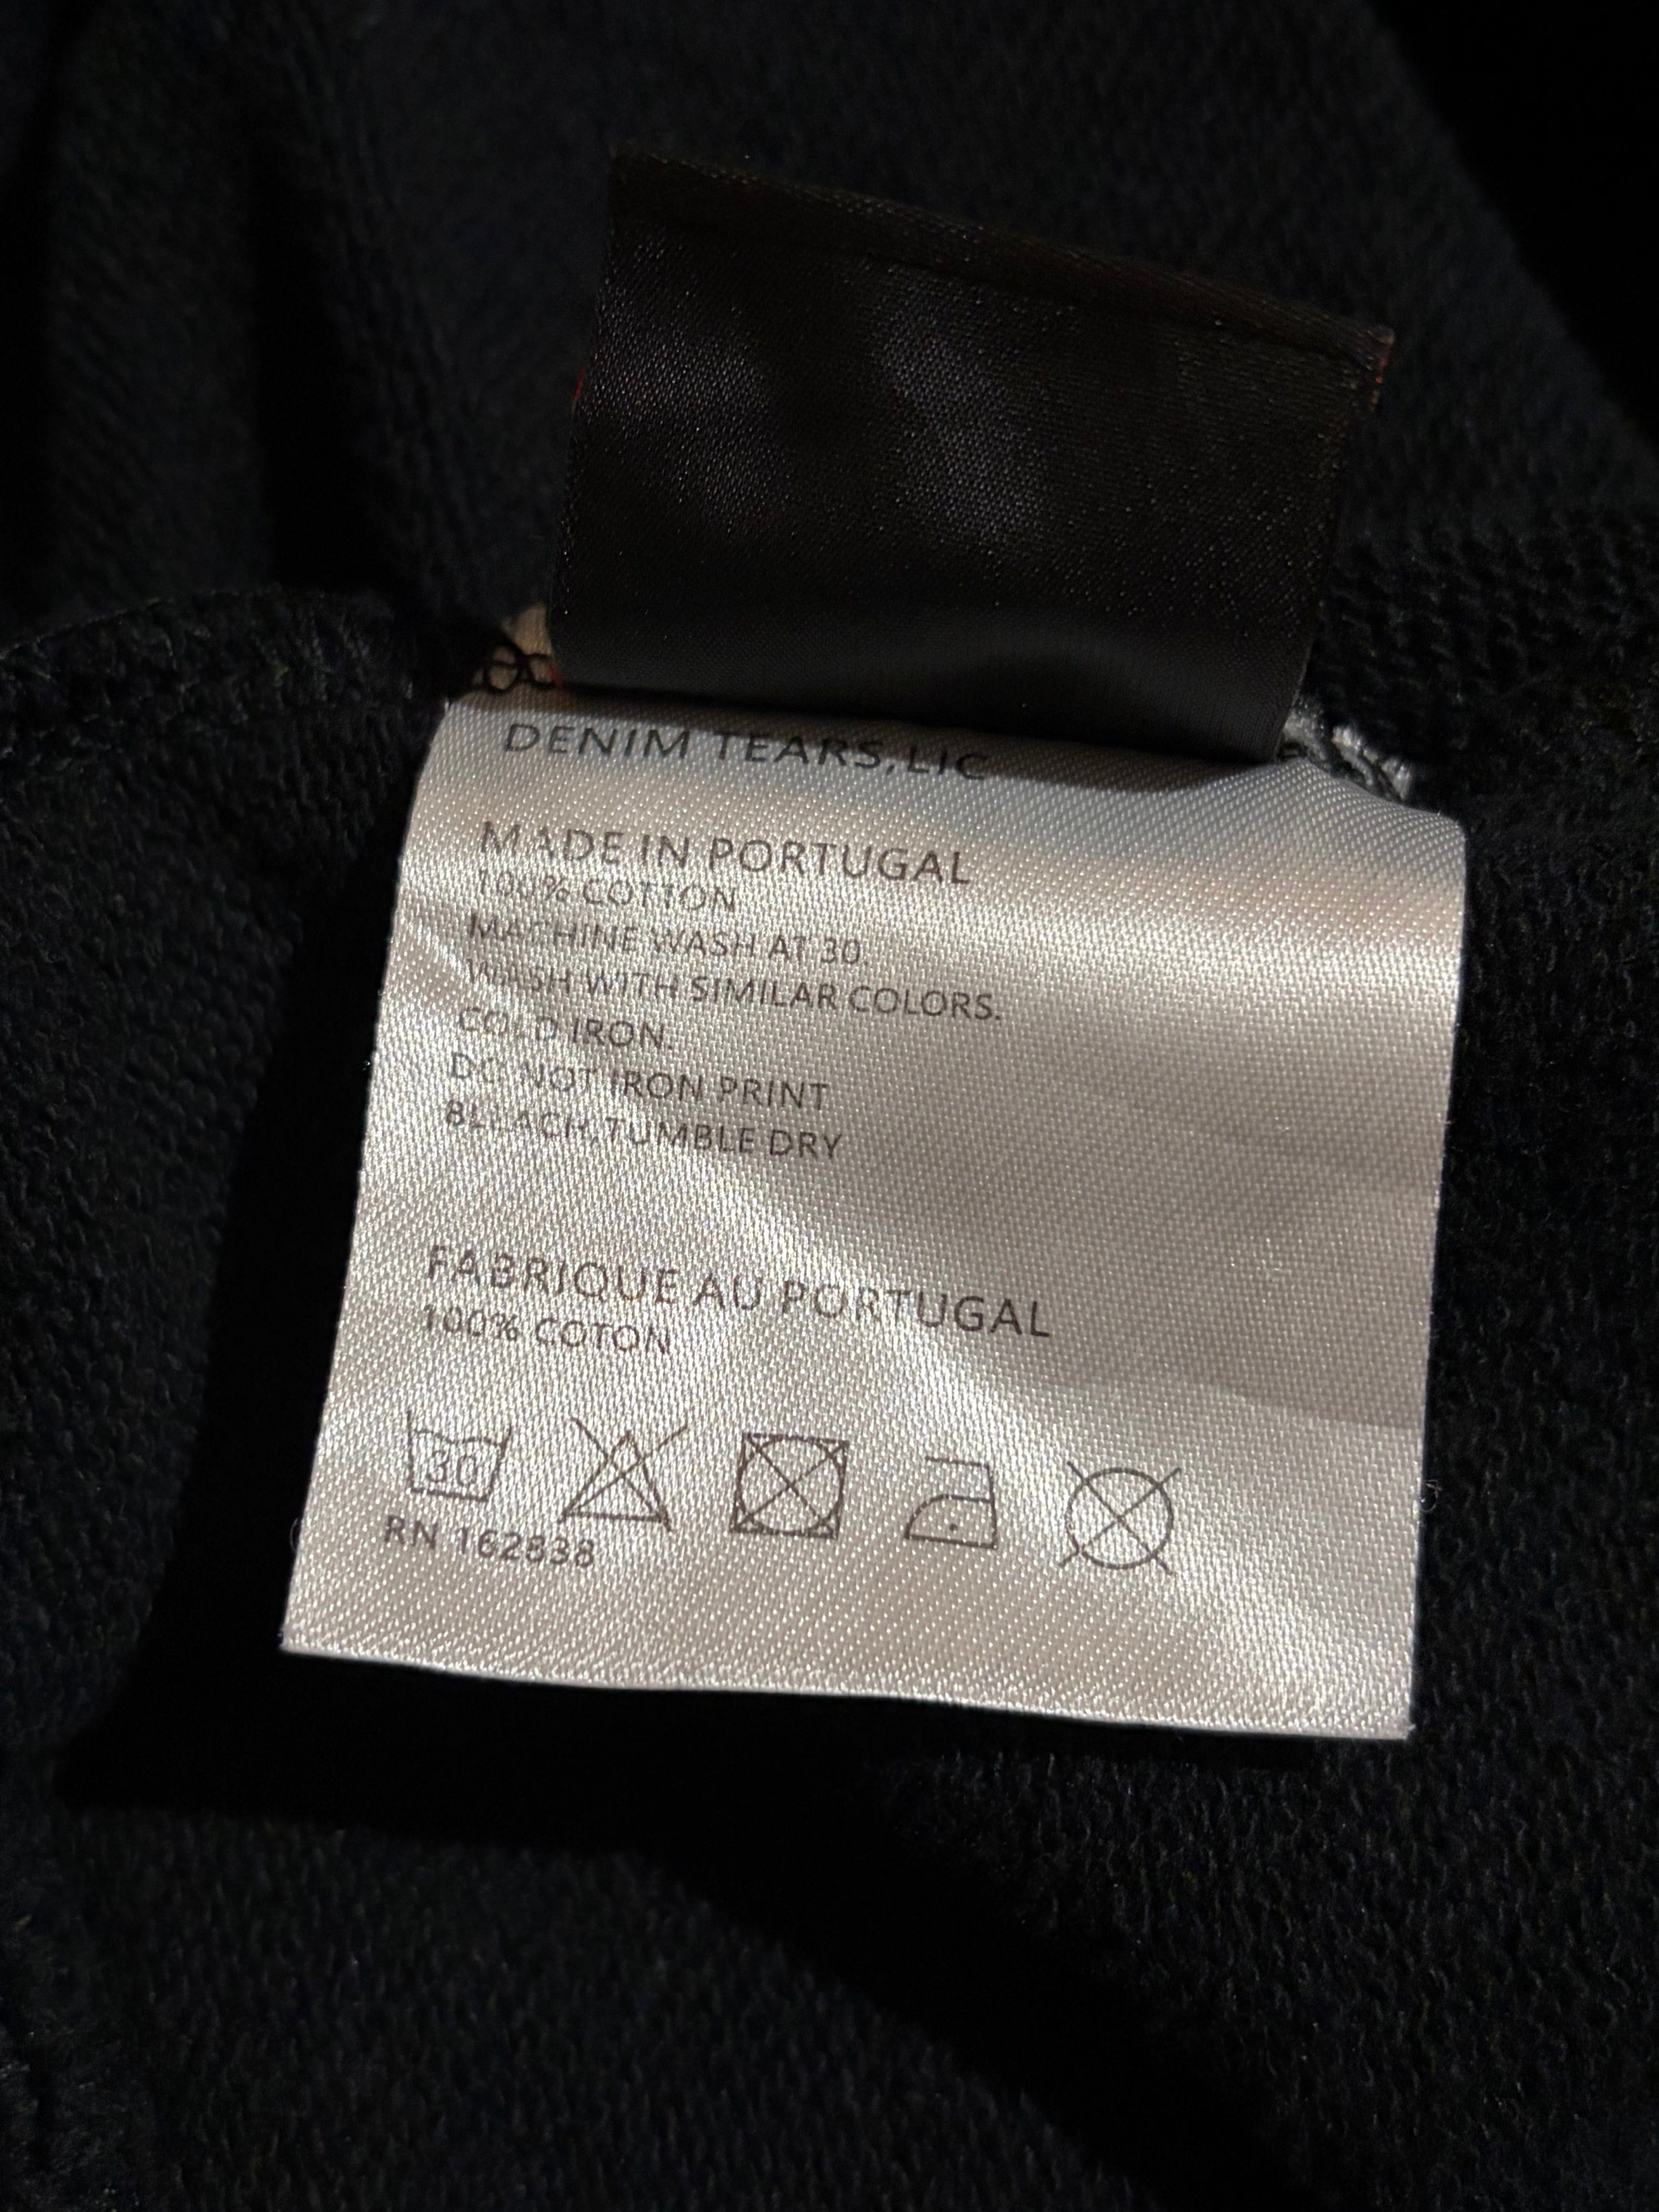 DENIM TEARS,LIC
MADE IN PORTUGAL
100% COTTON
MACHINE WASH AT 30
WASH WITH SIMILAR COLORS.
COLD IRON.
DO NOT IRON PRINT
BLEACH,TUMBLE DRY
FABRIQUE AU PORTUGAL
100% COTON
30
RN 162838